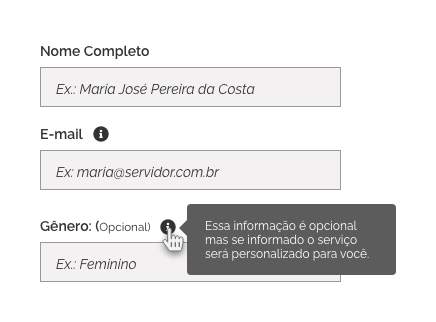 Nome Completo
Ex.: Maria José Pereira da Costa
E-mail
Ex: maria@servidor.com.br
Gênero: (Opcional)
Essa informação é opcional
mas se informado o serviço
será personalizado para você.
Ex.: Feminino